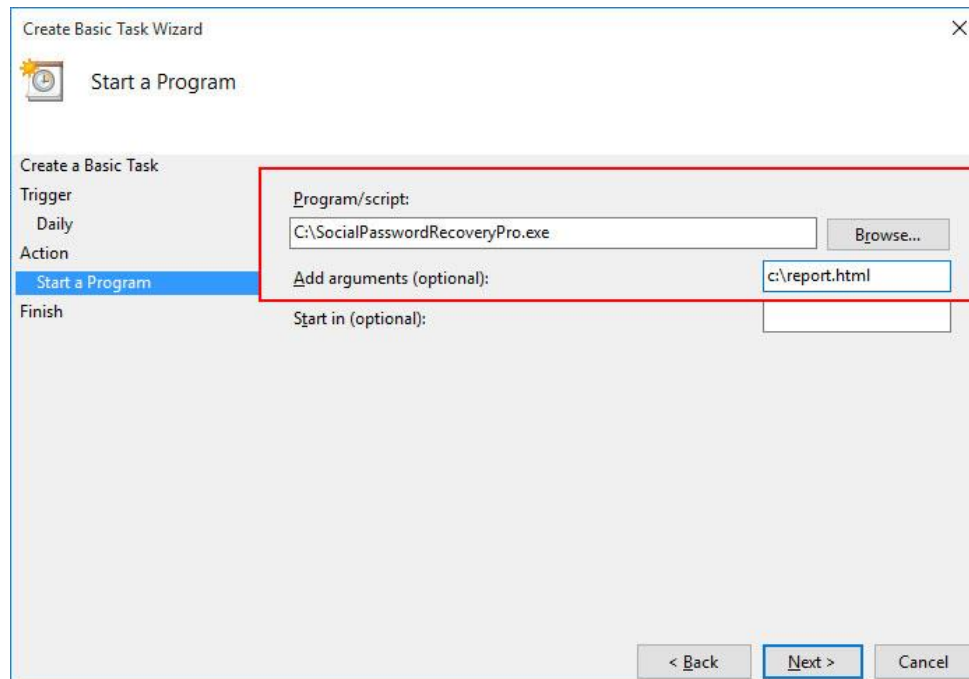 Create Basic Task Wizard
Start a Program
Create a Basic Task
Trigger
Daily
Action
Start a Program
Finish
Program/script:
C:\SocialPasswordRecoveryPro.exe
Browse...
Add arguments (optional):
c:\report.html
Start in (optional):
< Back
Next >
Cancel